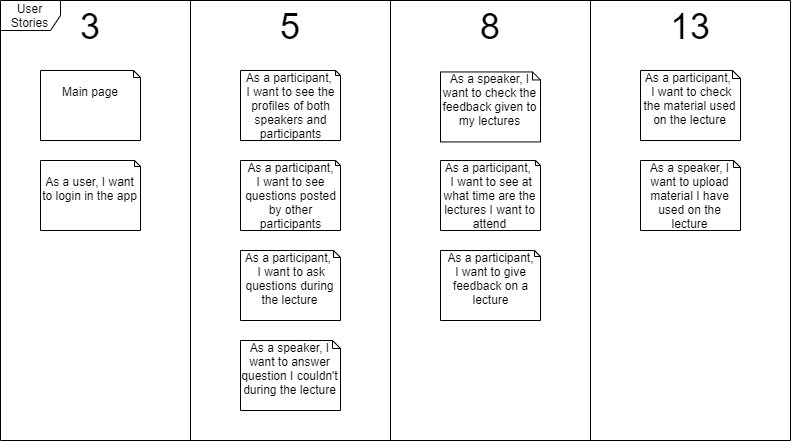 User
Stories
3
Main page
As a user, I want
to login in the app
5
As a participant,
I want to see the
profiles of both
speakers and
participants
As a participant,
I want to see
questions posted
by other
participants
As a participant,
I want to ask
questions during
the lecture
As a speaker, I
want to answer
question I couldn't
during the lecture
8
As a speaker, I
want to check the
feedback given to
my lectures
As a participant,
I want to see at
what time are the
lectures I want to
attend
As a participant,
I want to give
feedback on a
lecture
13
As a participant,
I want to check
the material used
on the lecture
As a speaker, I
want to upload
material I have
used on the
lecture